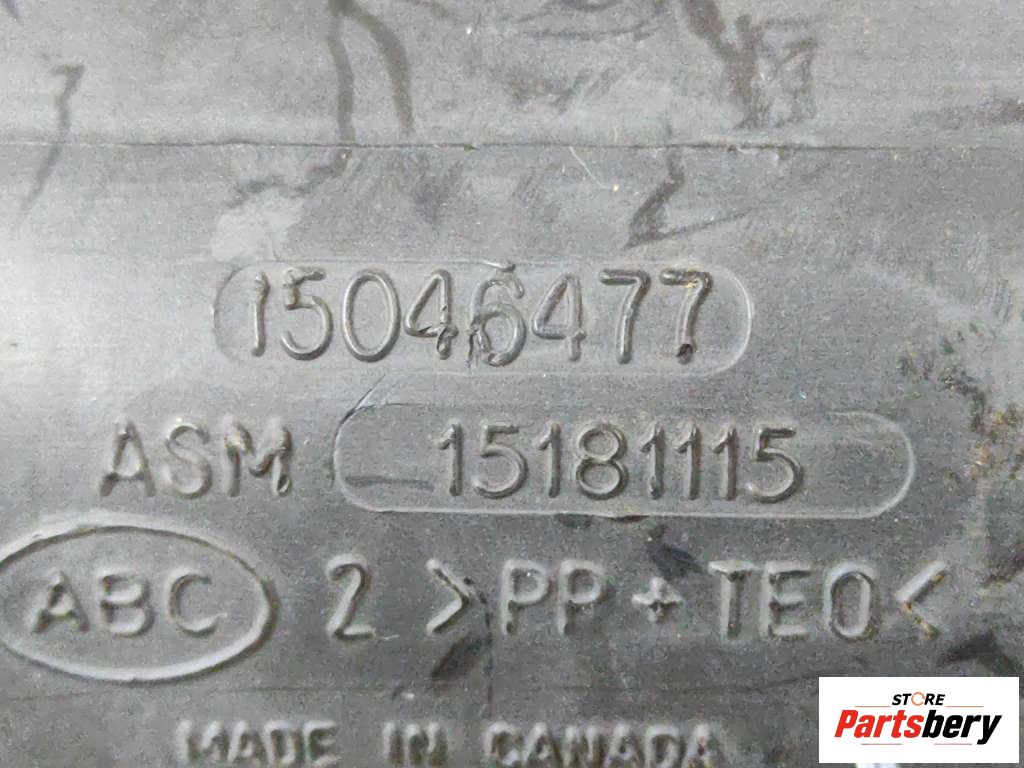 15046477
ASM 15181115
ABC 2 >PP+TEO<
MADE IN CANADA
STORE
Partsbery